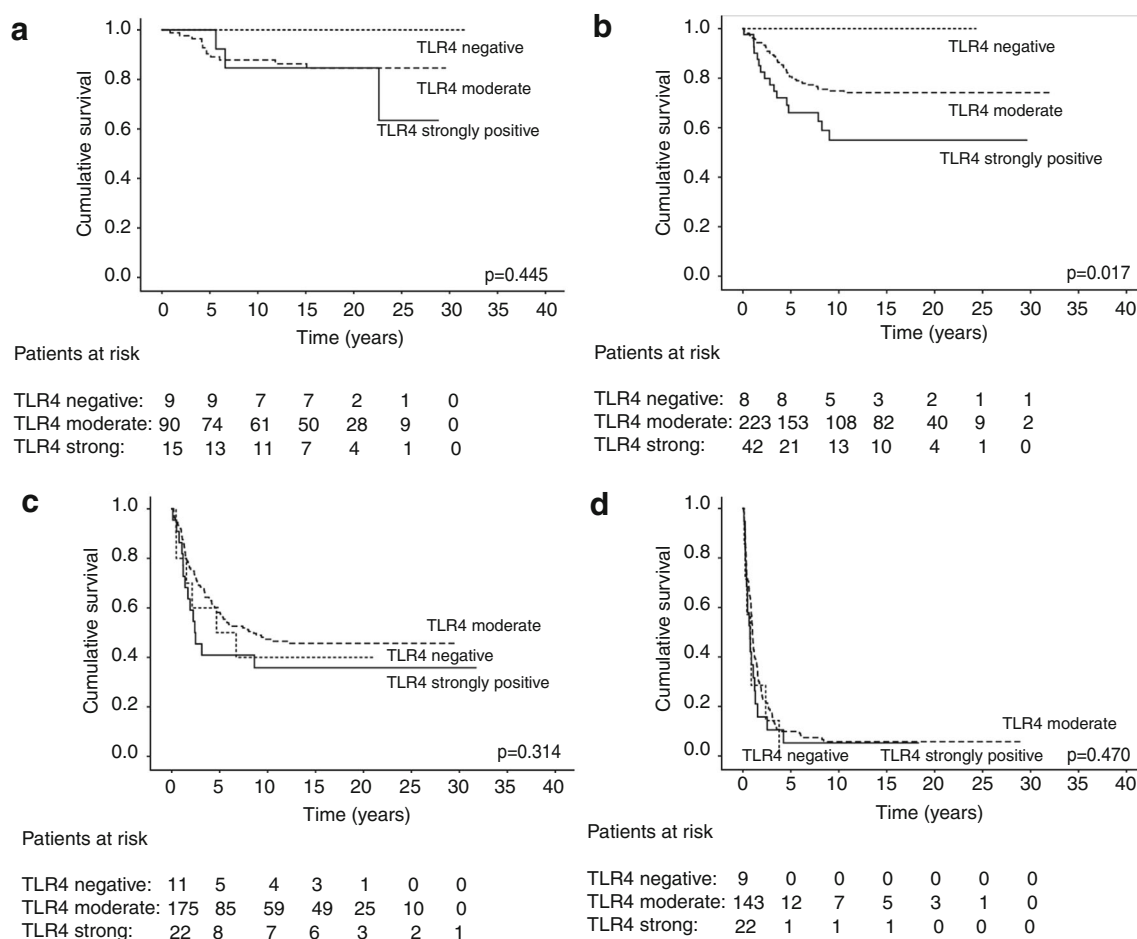 a
Cumulative survival
1.0
0.8
0.6
0.4
0.2
0.0
TLR4 negative
TLR4 moderate
TLR4 strongly positive
p=0.445
0 5 10 15 20 25 30 35 40
Time (years)
Patients at risk
TLR4 negative: 9 9 7 7 2 1 0
TLR4 moderate: 90 74 61 50 28 9 0
TLR4 strong: 15 13 11 7 4 1 0
b
Cumulative survival
1.0
0.8
0.6
0.4
0.2
0.0
TLR4 negative
TLR4 moderate
TLR4 strongly positive
p=0.017
0 5 10 15 20 25 30 35 40
Time (years)
Patients at risk
TLR4 negative: 8 8 5 3 2 1 1
TLR4 moderate: 223 153 108 82 40 9 2
TLR4 strong: 42 21 13 10 4 1 0
c
Cumulative survival
1.0
0.8
0.6
0.4
0.2
0.0
TLR4 moderate
TLR4 negative
TLR4 strongly positive
p=0.314
0 5 10 15 20 25 30 35 40
Time (years)
Patients at risk
TLR4 negative: 11 5 4 3 1 0 0
TLR4 moderate: 175 85 59 49 25 10 0
TLR4 strong: 22 8 7 6 3 2 1
d
Cumulative survival
1.0
0.8
0.6
0.4
0.2
0.0
TLR4 moderate
TLR4 negative TLR4 strongly positive
p=0.470
0 5 10 15 20 25 30 35 40
Time (years)
Patients at risk
TLR4 negative: 9 0 0 0 0 0 0
TLR4 moderate: 143 12 7 5 3 1 0
TLR4 strong: 22 1 1 1 0 0 0